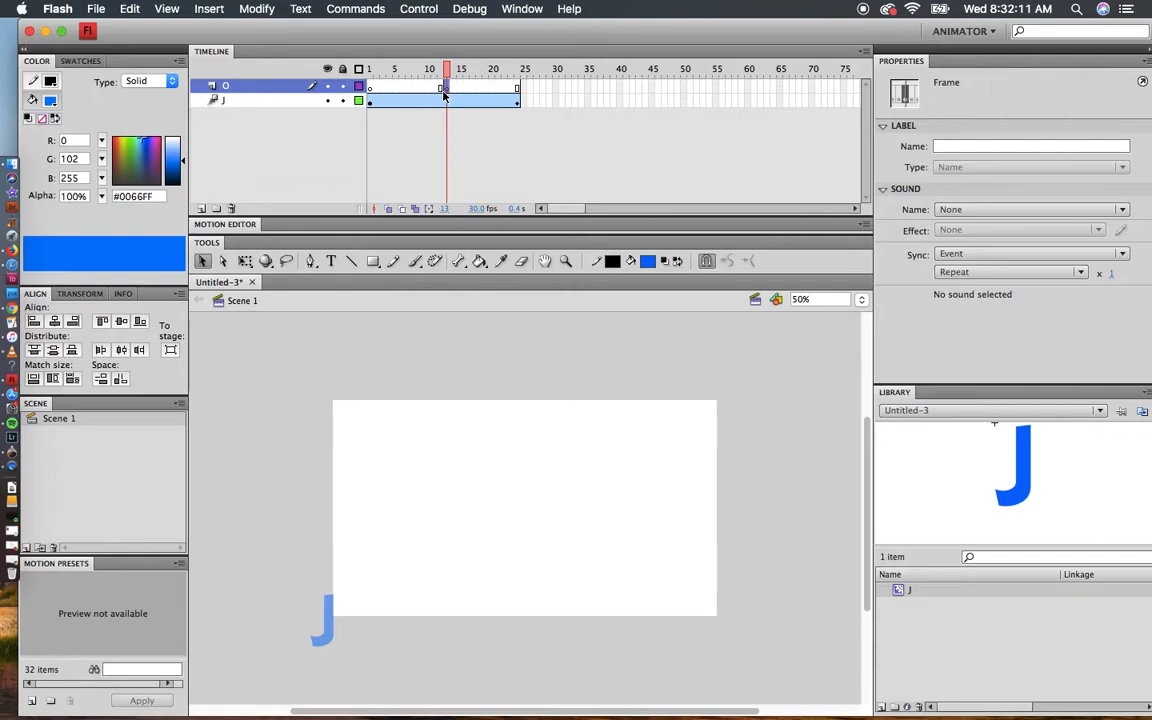 Flash File Edit View Insert Modify Text Commands Control Debug Window Help Wed 8:32:11 AM
Fl ANIMATOR
COLOR SWATCHES
Type: Solid
R: 0
G: 102
B: 255
Alpha: 100% #0066FF
TIMELINE
1 5 10 15 20 25 30 35 40 45 50 55 60 65 70 75
O
J
13 30.0 fps 0.4 s
MOTION EDITOR
TOOLS
Untitled-3*
Scene 1
50%
ALIGN TRANSFORM INFO
Align:
To stage:
Distribute:
Match size: Space:
SCENE
Scene 1
MOTION PRESETS
Preview not available
32 items
Apply
J
PROPERTIES
Frame
LABEL
Name:
Type: Name
SOUND
Name: None
Effect: None
Sync: Event
Repeat x 1
No sound selected
LIBRARY
Untitled-3
J
1 item
Name Linkage
J